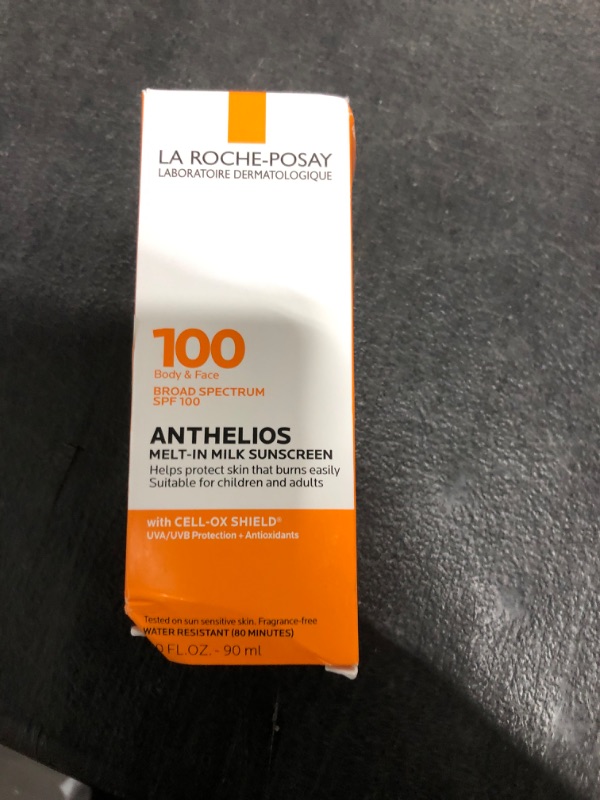 LA ROCHE-POSAY
LABORATOIRE DERMATOLOGIQUE
100
Body & Face
BROAD SPECTRUM
SPF 100
ANTHELIOS
MELT-IN MILK SUNSCREEN
Helps protect skin that burns easily
Suitable for children and adults
with CELL-OX SHIELD®
UVA/UVB Protection + Antioxidants
Tested on sun sensitive skin. Fragrance-free
WATER RESISTANT (80 MINUTES)
FL.OZ. - 90 ml